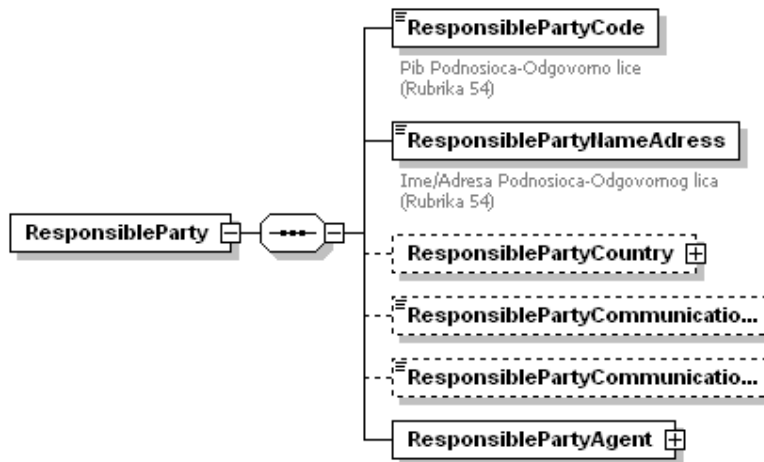 ResponsiblePartyCode
Pib Podnosioca-Odgovorno lice
(Rubrika 54)
ResponsiblePartyNameAdress
Ime/Adresa Podnosioca-Odgovornog lica
(Rubrika 54)
ResponsibleParty
ResponsiblePartyCountry
ResponsiblePartyCommunicatio...
ResponsiblePartyCommunicatio...
ResponsiblePartyAgent